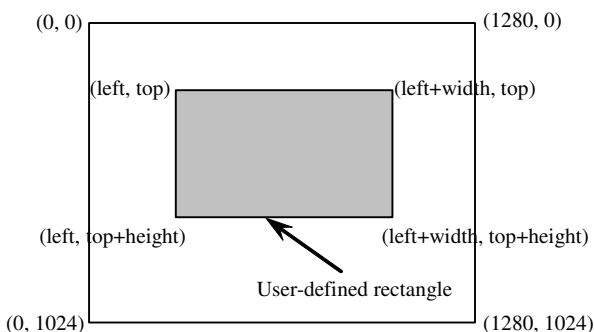 (0, 0)
(1280, 0)
(left, top)
(left+width, top)
(left, top+height)
(left+width, top+height)
User-defined rectangle
(0, 1024)
(1280, 1024)